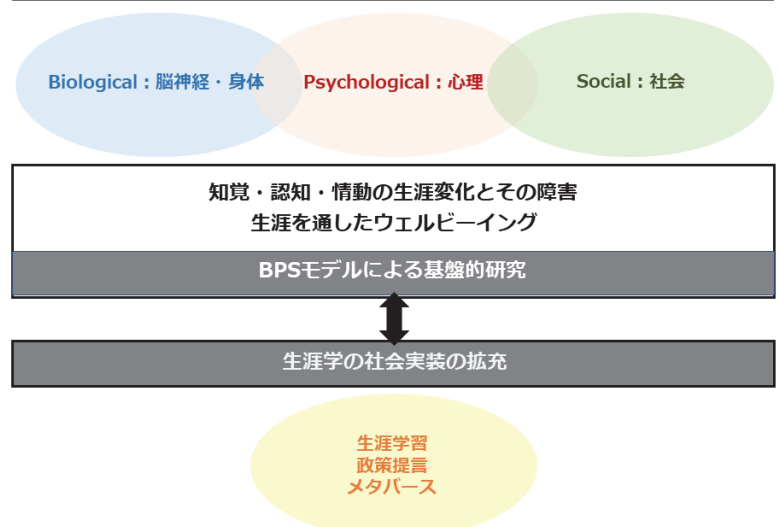 Biological：脳神経・身体
Psychological：心理
Social：社会
知覚・認知・情動の生涯変化とその障害
生涯を通したウェルビーイング
BPSモデルによる基盤的研究
生涯学の社会実装の拡充
生涯学習
政策提言
メタバース